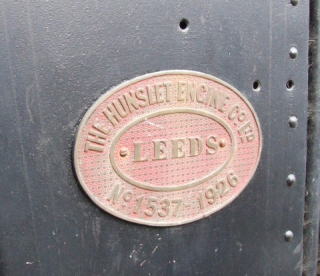 THE HUNSLET ENGINE CO LTD
LEEDS
No 1537 - 1926